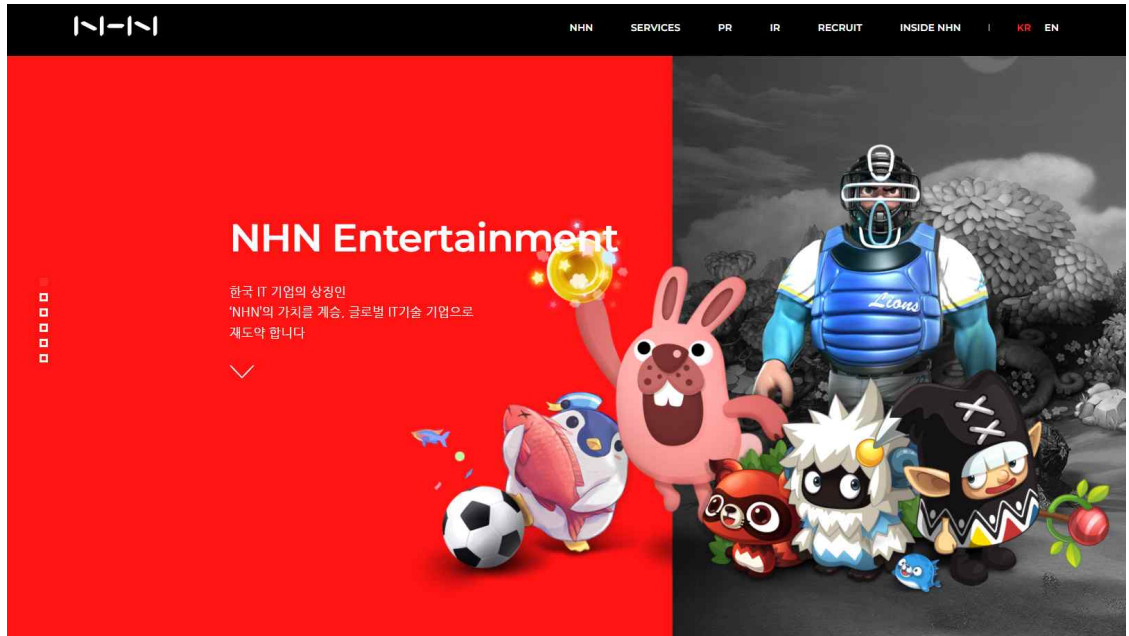 NHN
NHN SERVICES PR IR RECRUIT INSIDE NHN | KR EN
NHN Entertainment
한국 IT 기업의 상징인
'NHN'의 가치를 계승, 글로벌 IT기술 기업으로
재도약 합니다
Lions